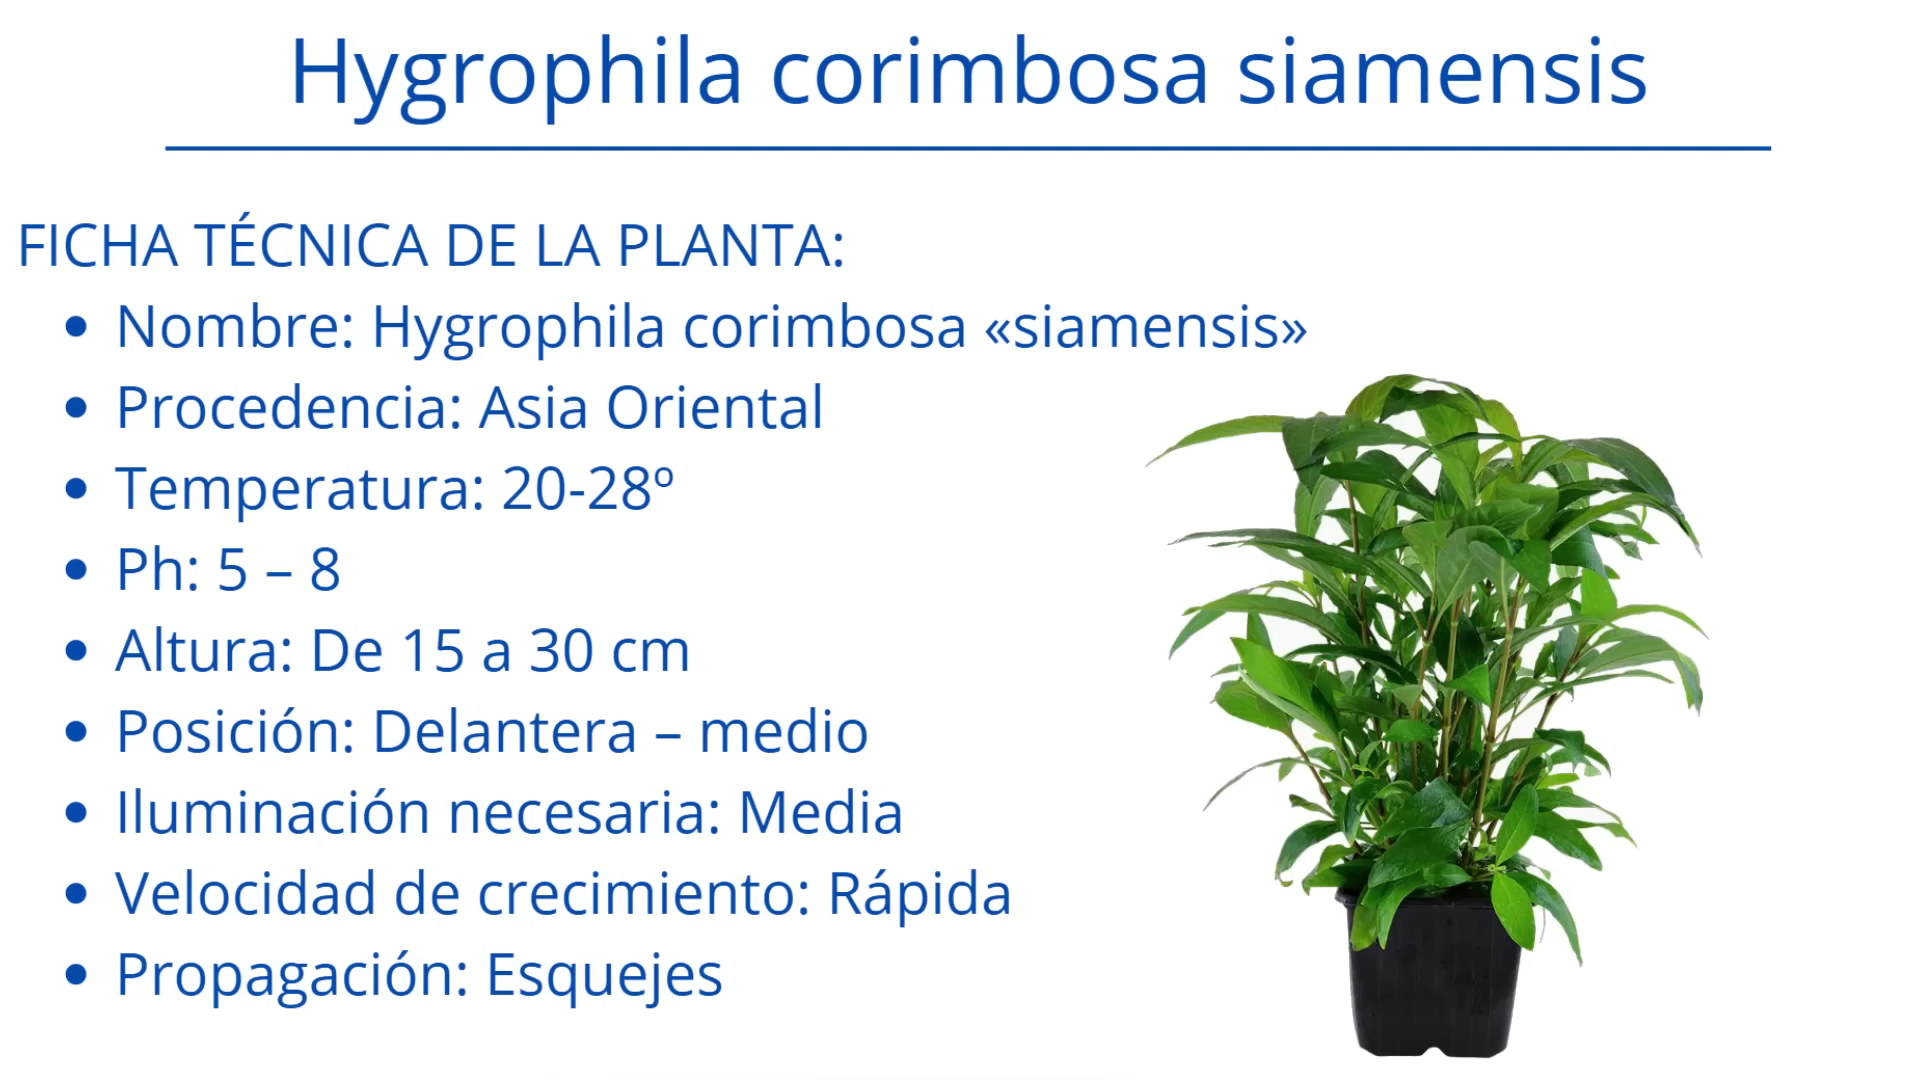 Hygrophila corimbosa siamensis
FICHA TÉCNICA DE LA PLANTA:
• Nombre: Hygrophila corimbosa «siamensis»
• Procedencia: Asia Oriental
• Temperatura: 20-28º
• Ph: 5 – 8
• Altura: De 15 a 30 cm
• Posición: Delantera – medio
• Iluminación necesaria: Media
• Velocidad de crecimiento: Rápida
• Propagación: Esquejes